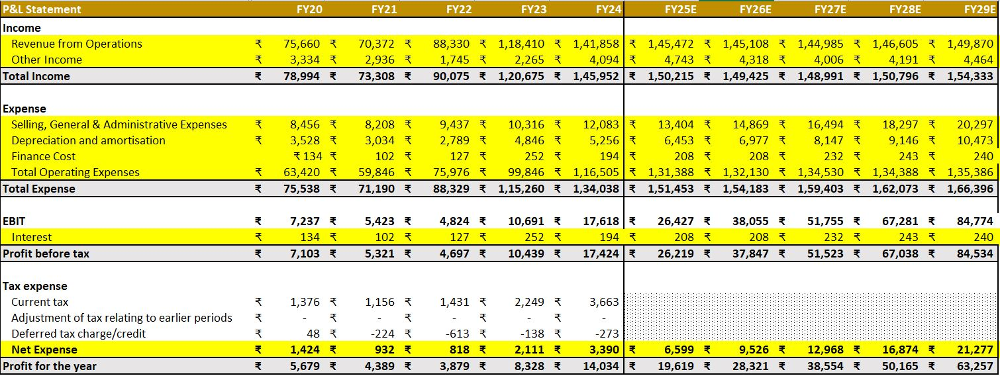 P&L Statement FY20 FY21 FY22 FY23 FY24 FY25E FY26E FY27E FY28E FY29E
Income
Revenue from Operations ₹ 75,660 ₹ 70,372 ₹ 88,330 ₹ 1,18,410 ₹ 1,41,858 ₹ 1,45,472 ₹ 1,45,108 ₹ 1,44,985 ₹ 1,46,605 ₹ 1,49,870
Other Income ₹ 3,334 ₹ 2,936 ₹ 1,745 ₹ 2,265 ₹ 4,094 ₹ 4,743 ₹ 4,318 ₹ 4,006 ₹ 4,191 ₹ 4,464
Total Income ₹ 78,994 ₹ 73,308 ₹ 90,075 ₹ 1,20,675 ₹ 1,45,952 ₹ 1,50,215 ₹ 1,49,425 ₹ 1,48,991 ₹ 1,50,796 ₹ 1,54,333
Expense
Selling, General & Administrative Expenses ₹ 8,456 ₹ 8,208 ₹ 9,437 ₹ 10,316 ₹ 12,083 ₹ 13,404 ₹ 14,869 ₹ 16,494 ₹ 18,297 ₹ 20,297
Depreciation and amortisation ₹ 3,528 ₹ 3,034 ₹ 2,789 ₹ 4,846 ₹ 5,256 ₹ 6,453 ₹ 6,977 ₹ 8,147 ₹ 9,146 ₹ 10,473
Finance Cost ₹ 134 ₹ 102 ₹ 127 ₹ 252 ₹ 194 ₹ 208 ₹ 208 ₹ 232 ₹ 243 ₹ 240
Total Operating Expenses ₹ 63,420 ₹ 59,846 ₹ 75,976 ₹ 99,846 ₹ 1,16,505 ₹ 1,31,388 ₹ 1,32,130 ₹ 1,34,530 ₹ 1,34,388 ₹ 1,35,386
Total Expense ₹ 75,538 ₹ 71,190 ₹ 88,329 ₹ 1,15,260 ₹ 1,34,038 ₹ 1,51,453 ₹ 1,54,183 ₹ 1,59,403 ₹ 1,62,073 ₹ 1,66,396
EBIT ₹ 7,237 ₹ 5,423 ₹ 4,824 ₹ 10,691 ₹ 17,618 ₹ 26,427 ₹ 38,055 ₹ 51,755 ₹ 67,281 ₹ 84,774
Interest ₹ 134 ₹ 102 ₹ 127 ₹ 252 ₹ 194 ₹ 208 ₹ 208 ₹ 232 ₹ 243 ₹ 240
Profit before tax ₹ 7,103 ₹ 5,321 ₹ 4,697 ₹ 10,439 ₹ 17,424 ₹ 26,219 ₹ 37,847 ₹ 51,523 ₹ 67,038 ₹ 84,534
Tax expense
Current tax ₹ 1,376 ₹ 1,156 ₹ 1,431 ₹ 2,249 ₹ 3,663
Adjustment of tax relating to earlier periods ₹ - ₹ - ₹ - ₹ - ₹ -
Deferred tax charge/credit ₹ 48 ₹ -224 ₹ -613 ₹ -138 ₹ -273
Net Expense ₹ 1,424 ₹ 932 ₹ 818 ₹ 2,111 ₹ 3,390 ₹ 6,599 ₹ 9,526 ₹ 12,968 ₹ 16,874 ₹ 21,277
Profit for the year ₹ 5,679 ₹ 4,389 ₹ 3,879 ₹ 8,328 ₹ 14,034 ₹ 19,619 ₹ 28,321 ₹ 38,554 ₹ 50,165 ₹ 63,257